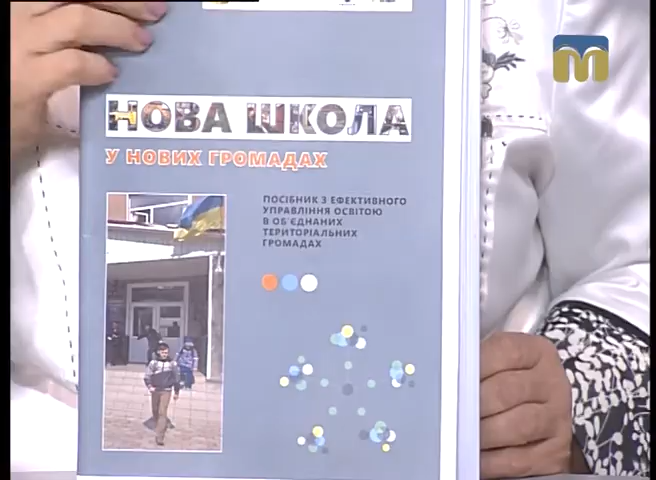 НОВА ШКОЛА
У НОВИХ ГРОМАДАХ
ПОСІБНИК З ЕФЕКТИВНОГО
УПРАВЛІННЯ ОСВІТОЮ
В ОБ'ЄДНАНИХ
ТЕРИТОРІАЛЬНИХ
ГРОМАДАХ